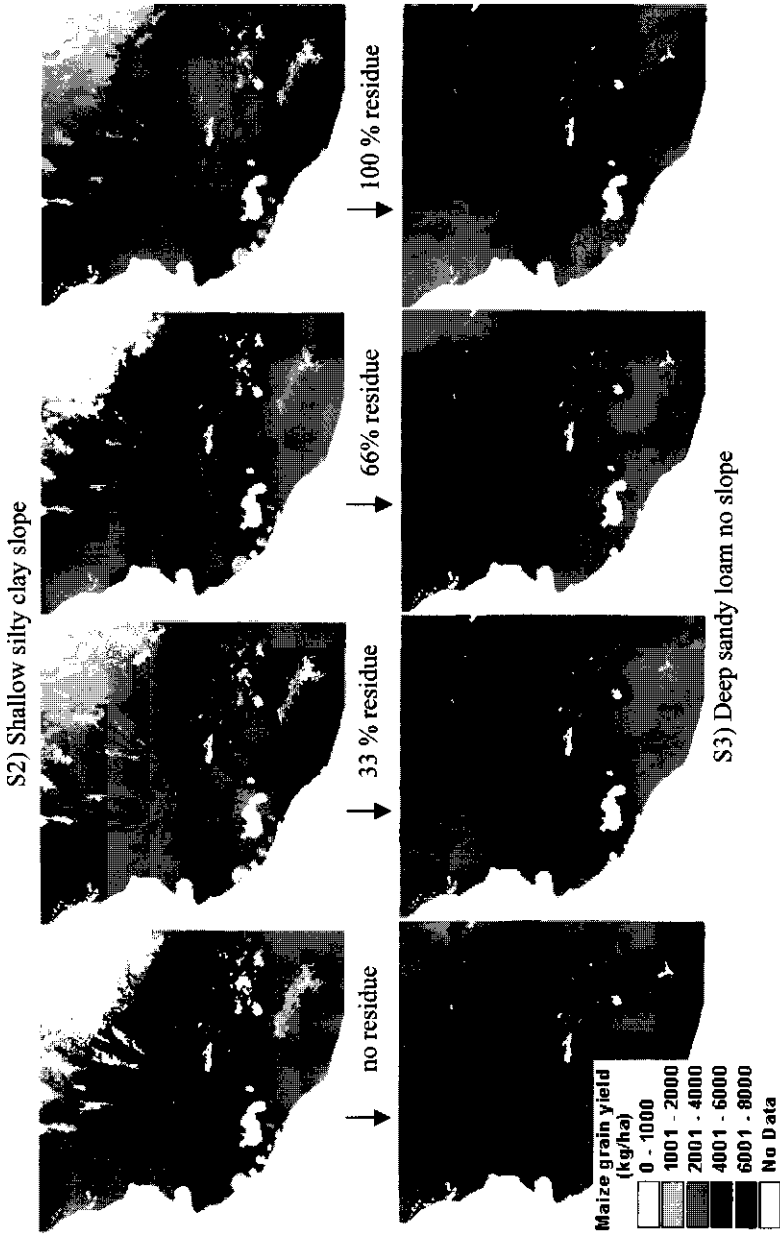 S2) Shallow silty clay slope
no residue
33 % residue
66% residue
100 % residue
S3) Deep sandy loam no slope
Maize grain yield
(kg/ha)
0 - 1000
1001 - 2000
2001 - 4000
4001 - 6000
6001 - 8000
No Data